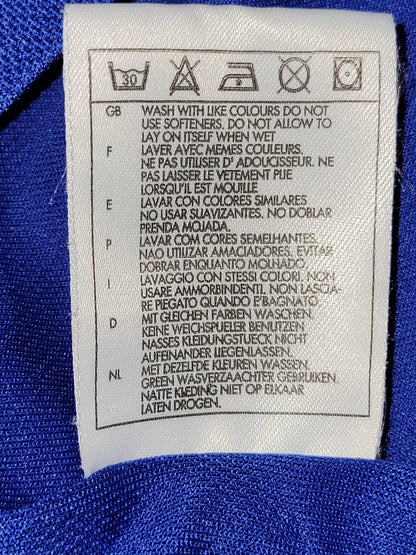 30
GB WASH WITH LIKE COLOURS DO NOT
USE SOFTENERS. DO NOT ALLOW TO
LAY ON ITSELF WHEN WET
F LAVER AVEC MEMES COULEURS.
NE PAS UTILISER D' ADOUCISSEUR. NE
PAS LAISSER LE VETEMENT PLIE
LORSQU'IL EST MOUILLE
E LAVAR CON COLORES SIMILARES
NO USAR SUAVIZANTES. NO DOBLAR
PRENDA MOJADA.
P LAVAR COM CORES SEMELHANTES.
NÃO UTILIZAR AMACIADORES. EVITAR
DOBRAR ENQUANTO MOLHADO.
I LAVAGGIO CON STESSI COLORI. NON
USARE AMMORBINDENTI. NON LASCIA-
RE PIEGATO QUANDO E'BAGNATO.
D MIT GLEICHEN FARBEN WASCHEN.
KEINE WEICHSPUELER BENUTZEN
NASSES KLEIDUNGSTUECK NICHT
AUFEINANDER LIEGENLASSEN.
NL MET DEZELFDE KLEUREN WASSEN.
GREEN WASVERZAACHTER GEBRUIKEN.
NATTE KLEDING NIET OP ELKAAR
LATEN DROGEN.